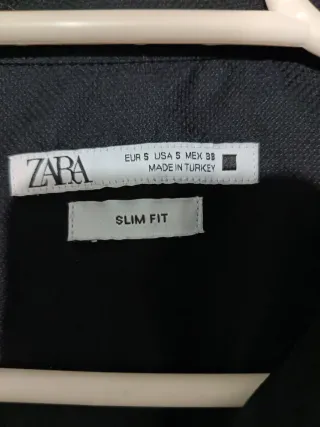 ZARA
EUR S USA S MEX 38
MADE IN TURKEY
SLIM FIT